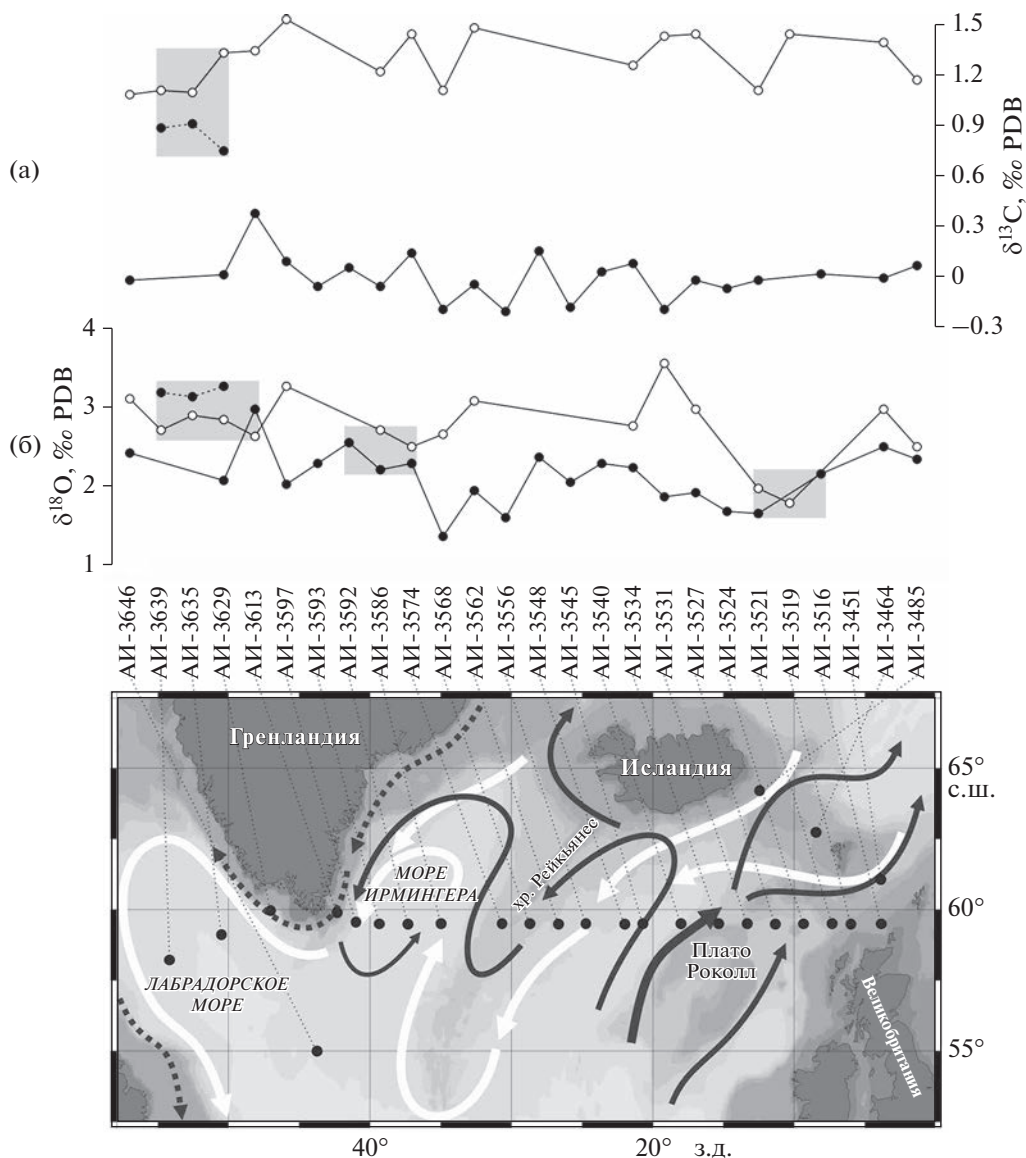 1.5
1.2
0.9
0.6
0.3
0
–0.3
δ¹³C, ‰ PDB
(а)
4
3
2
1
δ¹⁸O, ‰ PDB
(б)
АИ-3646
АИ-3639
АИ-3635
АИ-3629
АИ-3613
АИ-3597
АИ-3593
АИ-3592
АИ-3586
АИ-3574
АИ-3568
АИ-3562
АИ-3556
АИ-3548
АИ-3545
АИ-3540
АИ-3534
АИ-3531
АИ-3527
АИ-3524
АИ-3521
АИ-3519
АИ-3516
АИ-3451
АИ-3464
АИ-3485
Гренландия
Исландия
65°
с.ш.
хр. Рейкьянес
МОРЕ
ИРМИНГЕРА
60°
Плато
Роколл
ЛАБРАДОРСКОЕ
МОРЕ
Великобритания
55°
40°
20°
з.д.